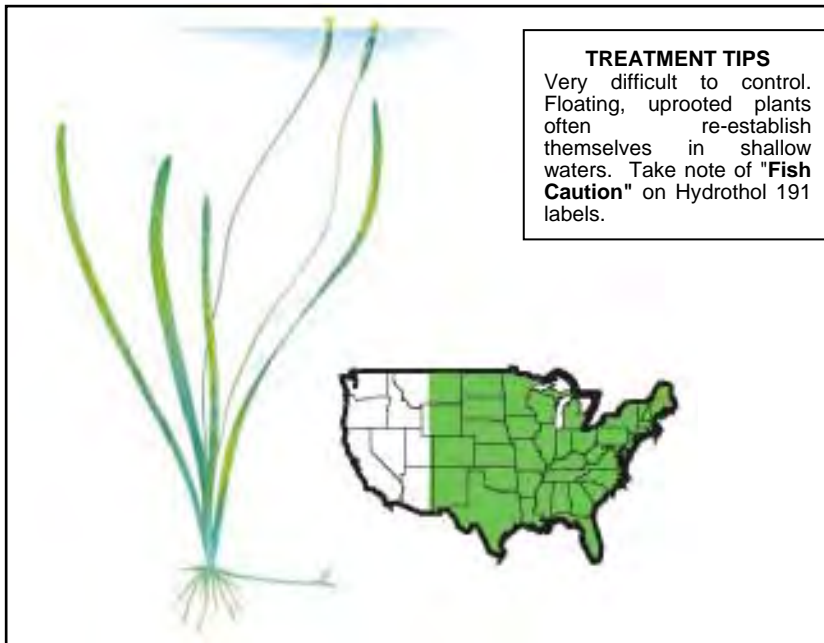 TREATMENT TIPS
Very difficult to control.
Floating, uprooted plants
often re-establish
themselves in shallow
waters. Take note of "Fish
Caution" on Hydrothol 191
labels.